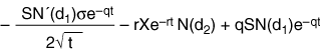 − SN´(d₁)σe⁻qt / 2√t − rXe⁻rt N(d₂) + qSN(d₁)e⁻qt